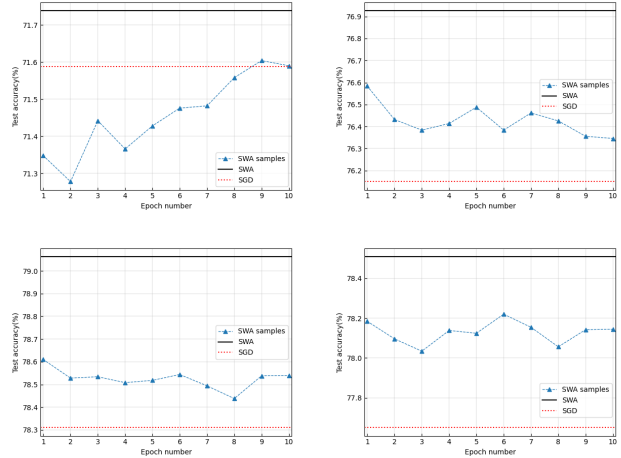 71.7
71.6
71.5
71.4
71.3
Test accuracy(%)
SWA samples
SWA
SGD
1 2 3 4 5 6 7 8 9 10
Epoch number
76.9
76.8
76.7
76.6
76.5
76.4
76.3
76.2
Test accuracy(%)
SWA samples
SWA
SGD
1 2 3 4 5 6 7 8 9 10
Epoch number
79.0
78.9
78.8
78.7
78.6
78.5
78.4
78.3
Test accuracy(%)
SWA samples
SWA
SGD
1 2 3 4 5 6 7 8 9 10
Epoch number
78.4
78.2
78.0
77.8
Test accuracy(%)
SWA samples
SWA
SGD
1 2 3 4 5 6 7 8 9 10
Epoch number